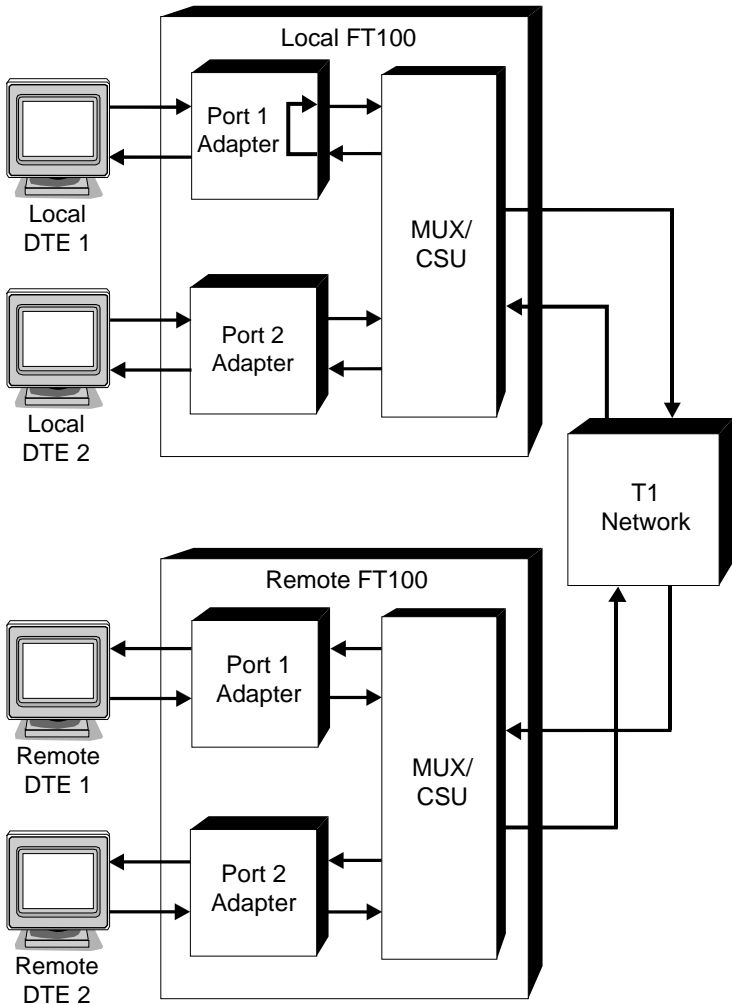 Local FT100
Port 1
Adapter
MUX/
CSU
Local
DTE 1
Port 2
Adapter
Local
DTE 2
T1
Network
Remote FT100
Port 1
Adapter
MUX/
CSU
Remote
DTE 1
Port 2
Adapter
Remote
DTE 2